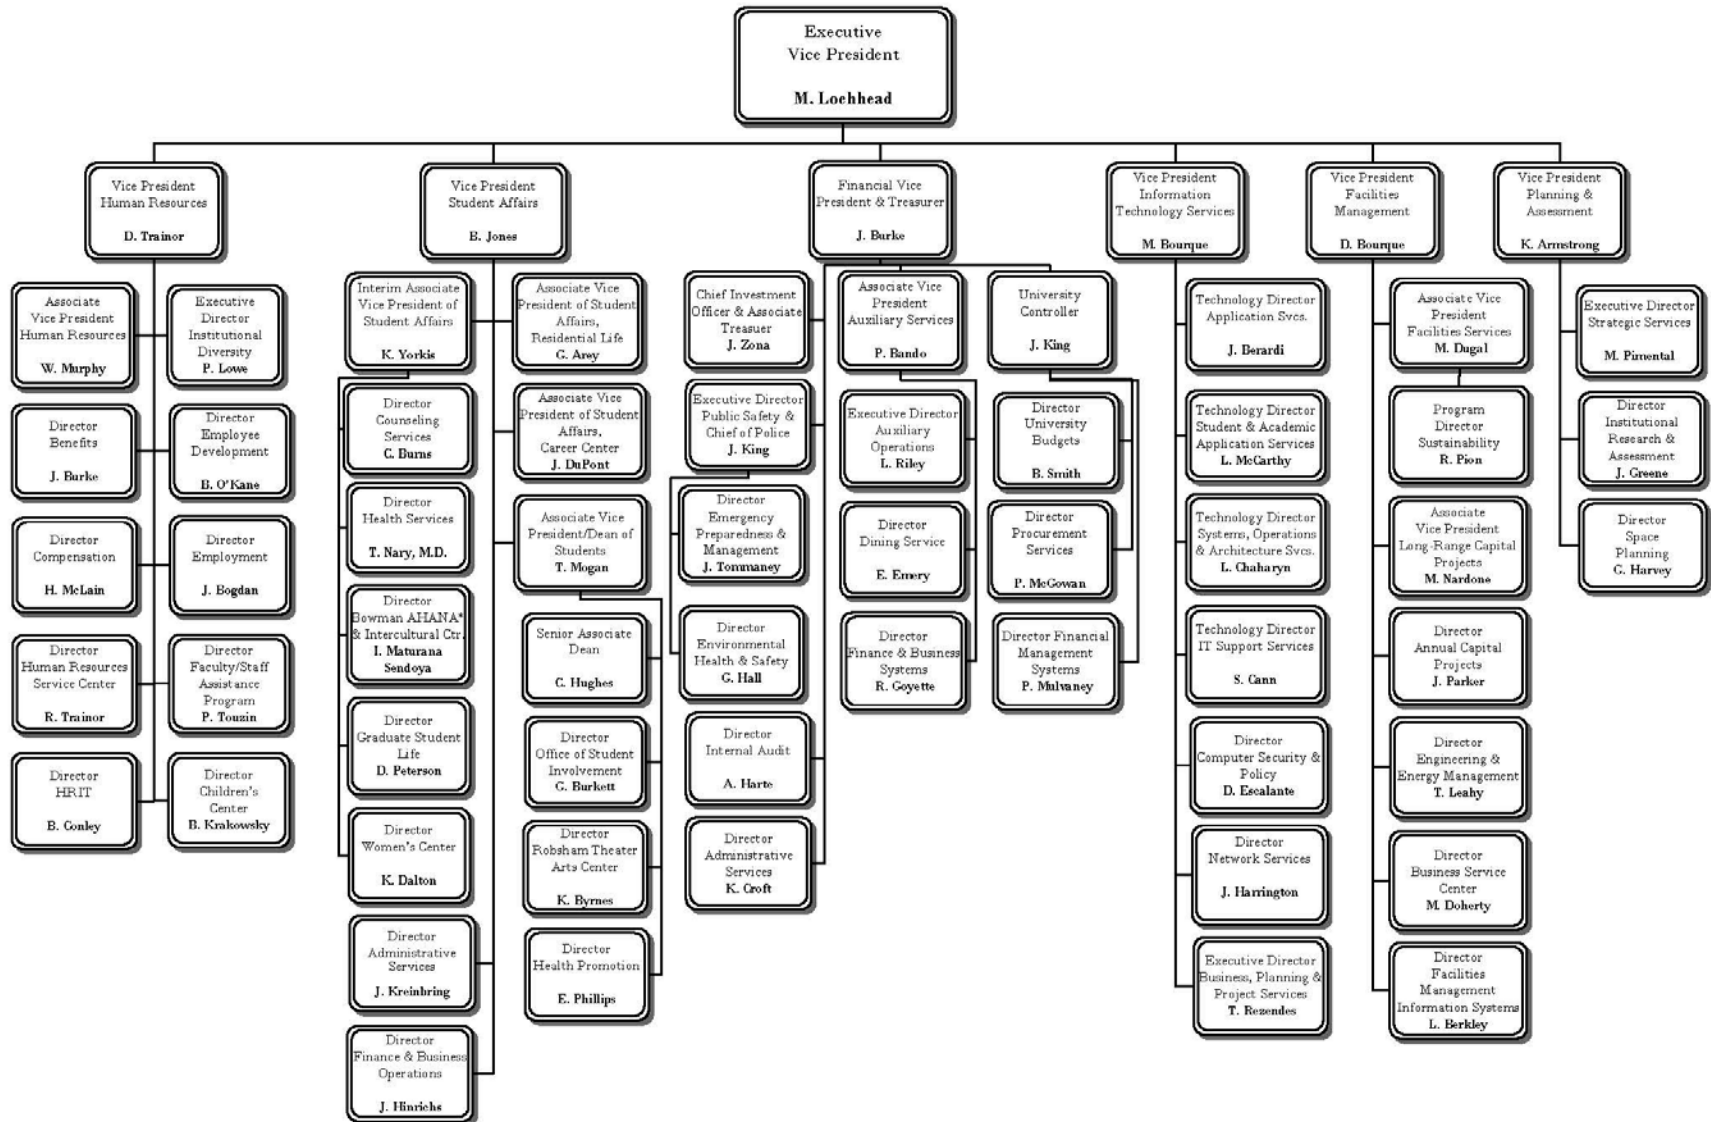 Executive
Vice President
M. Lochhead
Vice President
Human Resources
D. Trainor
Vice President
Student Affairs
B. Jones
Financial Vice
President & Treasurer
J. Burke
Vice President
Information
Technology Services
M. Bourque
Vice President
Facilities
Management
D. Bourque
Vice President
Planning &
Assessment
K. Armstrong
Associate
Vice President
Human Resources
W. Murphy
Executive
Director
Institutional
Diversity
P. Lowe
Director
Benefits
J. Burke
Director
Employee
Development
B. O'Kane
Director
Compensation
H. McLain
Director
Employment
J. Bogdan
Director
Human Resources
Service Center
R. Trainor
Director
Faculty/Staff
Assistance
Program
P. Touzin
Director
HRIT
B. Conley
Director
Children's
Center
B. Krakowsky
Interim Associate
Vice President of
Student Affairs
K. Yorkis
Director
Counseling
Services
C. Burns
Director
Health Services
T. Nary, M.D.
Director
Bowman AHANA*
& Intercultural Ctr.
I. Maturana
Sendoya
Director
Graduate Student
Life
D. Peterson
Director
Women's Center
K. Dalton
Director
Administrative
Services
J. Kreinbring
Director
Finance & Business
Operations
J. Hinrichs
Associate Vice
President of Student
Affairs,
Residential Life
G. Arey
Associate Vice
President of Student
Affairs,
Career Center
J. DuPont
Associate Vice
President/Dean of
Students
T. Mogan
Senior Associate
Dean
C. Hughes
Director
Office of Student
Involvement
G. Burkett
Director
Robsham Theater
Arts Center
K. Byrnes
Director
Health Promotion
E. Phillips
Chief Investment
Officer & Associate
Treasuer
J. Zona
Executive Director
Public Safety &
Chief of Police
J. King
Director
Emergency
Preparedness &
Management
J. Tommaney
Director
Environmental
Health & Safety
G. Hall
Director
Internal Audit
A. Harte
Director
Administrative
Services
K. Croft
Associate Vice
President
Auxiliary Services
P. Bando
Executive Director
Auxiliary
Operations
L. Riley
Director
Dining Service
E. Emery
Director
Finance & Business
Systems
R. Goyette
University
Controller
J. King
Director
University
Budgets
B. Smith
Director
Procurement
Services
P. McGowan
Director Financial
Management
Systems
P. Mulvaney
Technology Director
Application Svcs.
J. Berardi
Technology Director
Student & Academic
Application Services
L. McCarthy
Technology Director
Systems, Operations
& Architecture Svcs.
L. Chaharyn
Technology Director
IT Support Services
S. Cann
Director
Computer Security &
Policy
D. Escalante
Director
Network Services
J. Harrington
Executive Director
Business, Planning &
Project Services
T. Rezendes
Associate Vice
President
Facilities Services
M. Dugal
Program
Director
Sustainability
R. Pion
Associate
Vice President
Long-Range Capital
Projects
M. Nardone
Director
Annual Capital
Projects
J. Parker
Director
Engineering &
Energy Management
T. Leahy
Director
Business Service
Center
M. Doherty
Director
Facilities
Management
Information Systems
L. Berkley
Executive Director
Strategic Services
M. Pimental
Director
Institutional
Research &
Assessment
J. Greene
Director
Space
Planning
G. Harvey